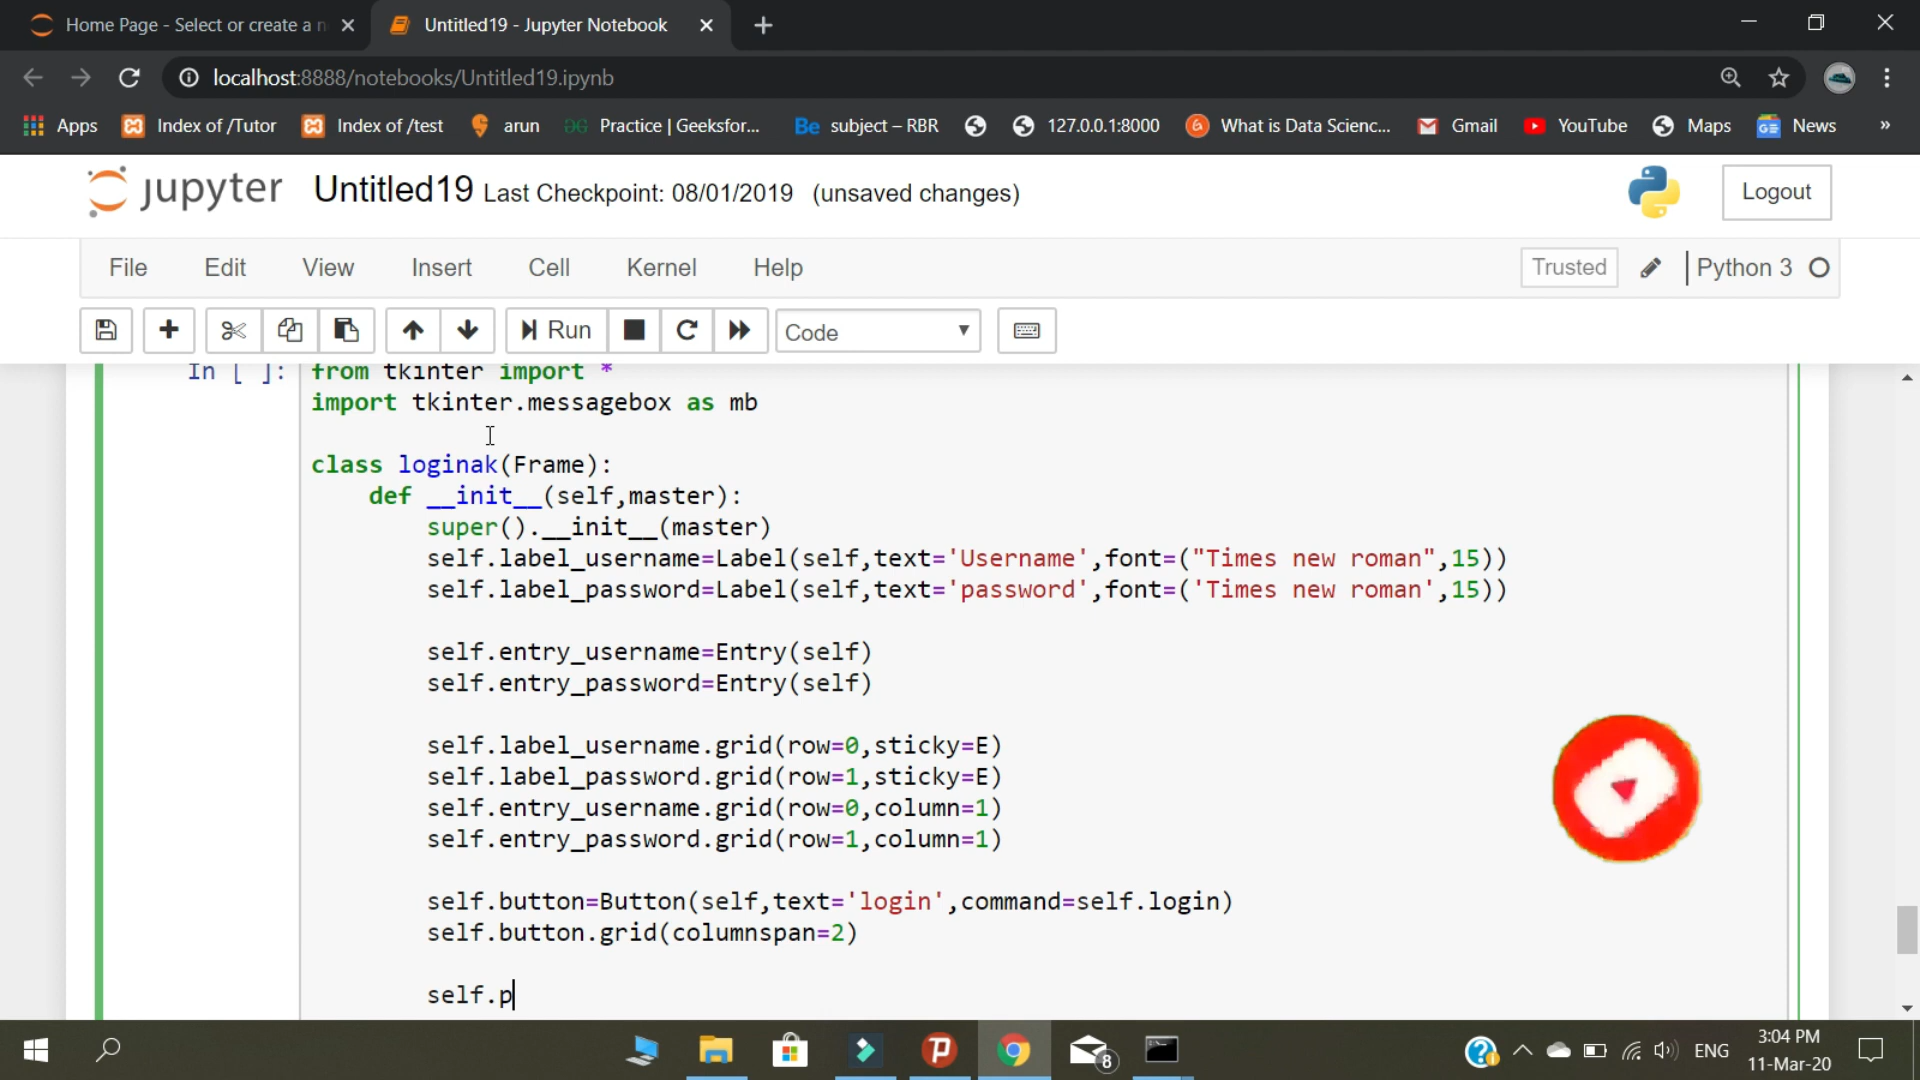 Home Page - Select or create a n
Untitled19 - Jupyter Notebook
localhost:8888/notebooks/Untitled19.ipynb
Apps
Index of /Tutor
Index of /test
arun
Practice | Geeksfor...
Be subject – RBR
127.0.0.1:8000
What is Data Scienc...
Gmail
YouTube
Maps
News
»
jupyter Untitled19 Last Checkpoint: 08/01/2019 (unsaved changes)
Logout
File Edit View Insert Cell Kernel Help
Trusted
Python 3
Run
Code
In [ ]: from tkinter import *
import tkinter.messagebox as mb
class loginak(Frame):
def __init__(self,master):
super().__init__(master)
self.label_username=Label(self,text='Username',font=("Times new roman",15))
self.label_password=Label(self,text='password',font=('Times new roman',15))
self.entry_username=Entry(self)
self.entry_password=Entry(self)
self.label_username.grid(row=0,sticky=E)
self.label_password.grid(row=1,sticky=E)
self.entry_username.grid(row=0,column=1)
self.entry_password.grid(row=1,column=1)
self.button=Button(self,text='login',command=self.login)
self.button.grid(columnspan=2)
self.p
8
ENG
3:04 PM
11-Mar-20